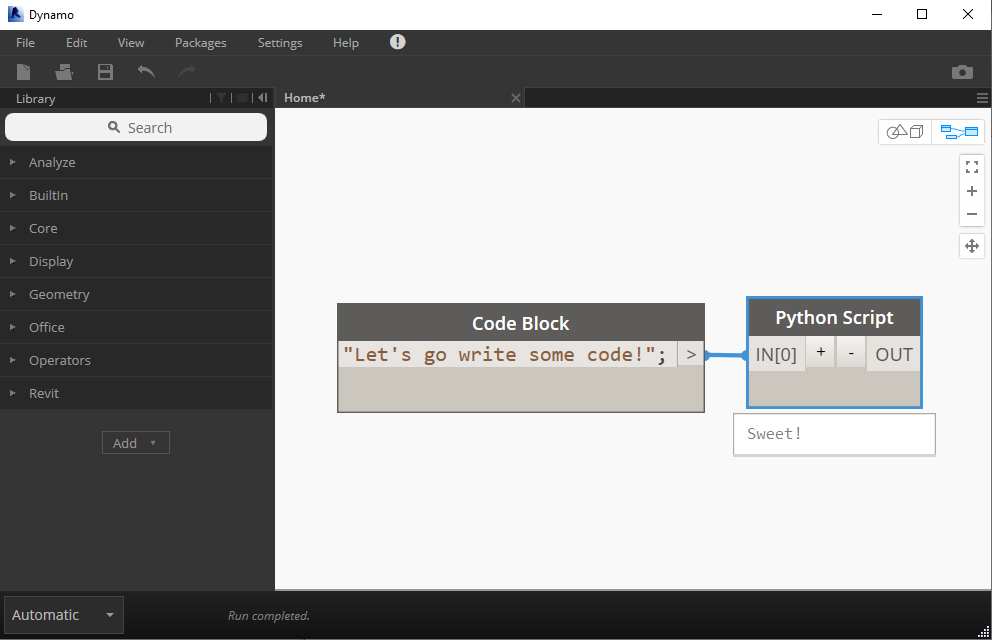 Dynamo
File Edit View Packages Settings Help
Library
Home*
Search
Analyze
BuiltIn
Core
Display
Geometry
Office
Operators
Revit
Add
Code Block
"Let's go write some code!"; >
Python Script
IN[0] + - OUT
Sweet!
Automatic
Run completed.